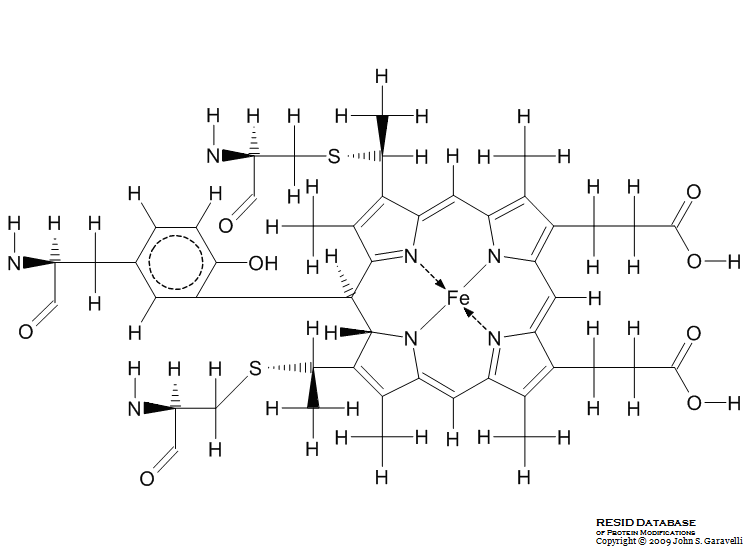 H
H H H H H H
N S H H H
H H H H H O
H H H
O H
H H H N OH H N N H H O H
Fe H
O H H N N H H O
H S H
H H H O H
N H H H H
H H H H H H H
O H H
RESID DATABASE
OF PROTEIN MODIFICATIONS
Copyright © 2009 John S. Garavelli